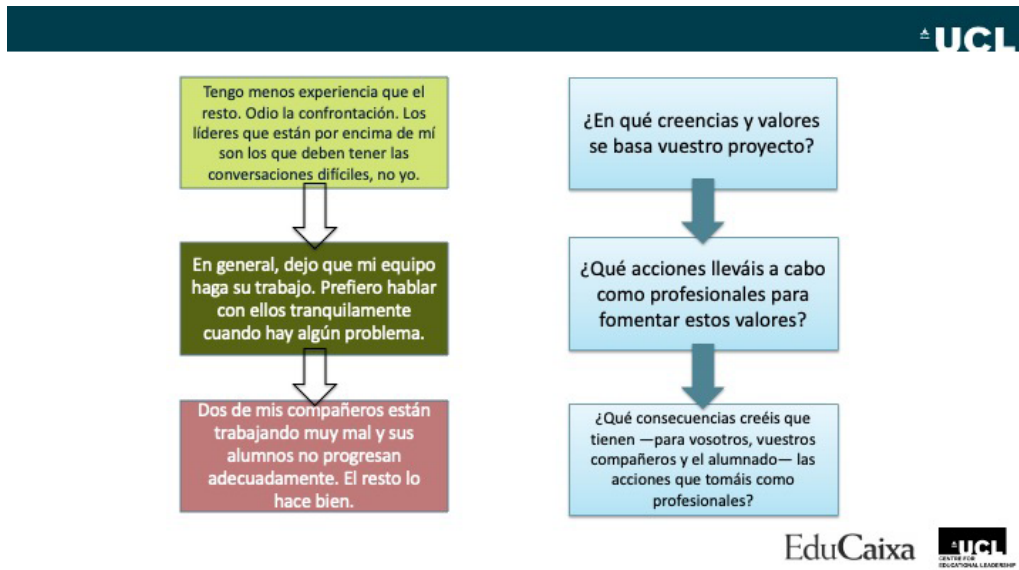 UCL
Tengo menos experiencia que el
resto. Odio la confrontación. Los
líderes que están por encima de mí
son los que deben tener las
conversaciones difíciles, no yo.
En general, dejo que mi equipo
haga su trabajo. Prefiero hablar
con ellos tranquilamente
cuando hay algún problema.
Dos de mis compañeros están
trabajando muy mal y sus
alumnos no progresan
adecuadamente. El resto lo
hace bien.
¿En qué creencias y valores
se basa vuestro proyecto?
¿Qué acciones lleváis a cabo
como profesionales para
fomentar estos valores?
¿Qué consecuencias creéis que
tienen —para vosotros, vuestros
compañeros y el alumnado— las
acciones que tomáis como
profesionales?
EduCaixa
UCL
CENTRE FOR
EDUCATIONAL LEADERSHIP